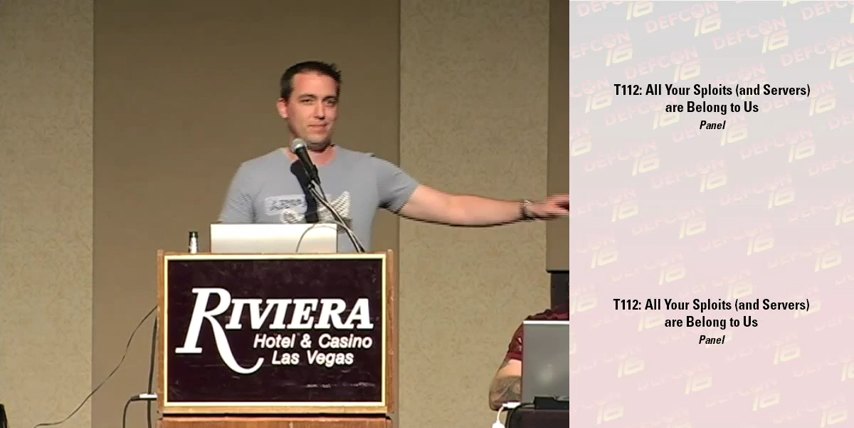 RIVIERA
Hotel & Casino
Las Vegas
T112: All Your Sploits (and Servers)
are Belong to Us
Panel
T112: All Your Sploits (and Servers)
are Belong to Us
Panel
DEFCON
16